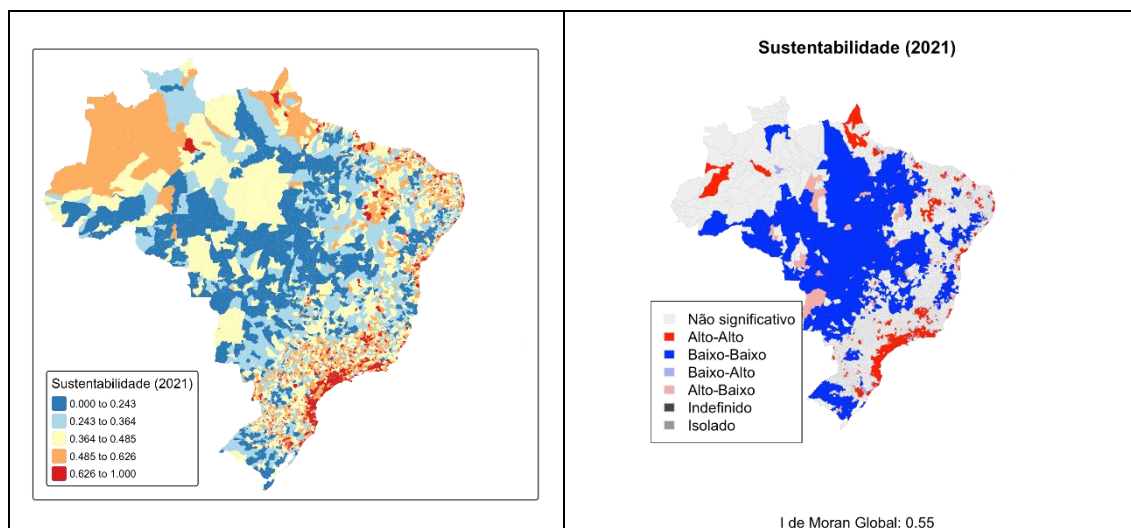 Sustentabilidade (2021)
0.000 to 0.243
0.243 to 0.364
0.364 to 0.485
0.485 to 0.626
0.626 to 1.000
Sustentabilidade (2021)
Não significativo
Alto-Alto
Baixo-Baixo
Baixo-Alto
Alto-Baixo
Indefinido
Isolado
I de Moran Global: 0.55